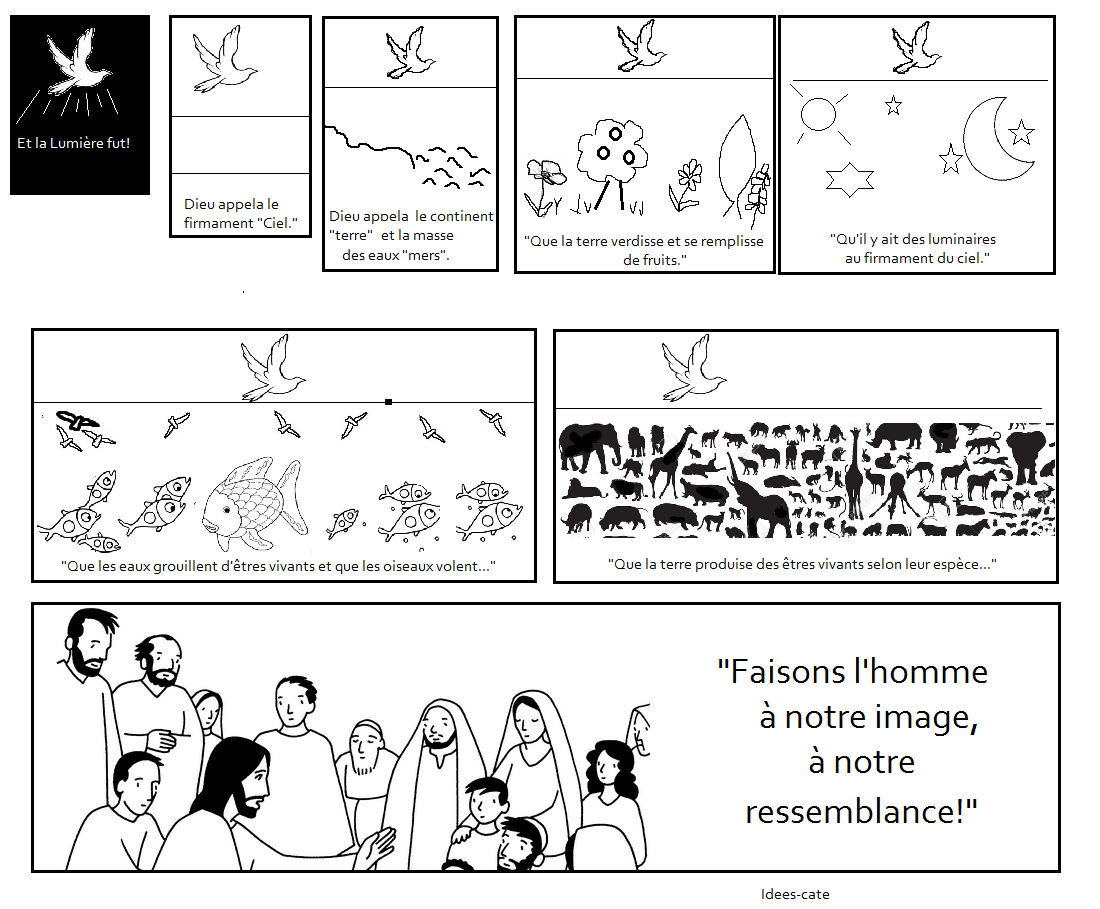 Et la Lumière fut!
Dieu appela le
firmament "Ciel."
Dieu appela le continent
"terre" et la masse
des eaux "mers".
"Que la terre verdisse et se remplisse
de fruits."
"Qu'il y ait des luminaires
au firmament du ciel."
"Que les eaux grouillent d'êtres vivants et que les oiseaux volent..."
"Que la terre produise des êtres vivants selon leur espèce..."
"Faisons l'homme
à notre image,
à notre
ressemblance!"
Idees-cate